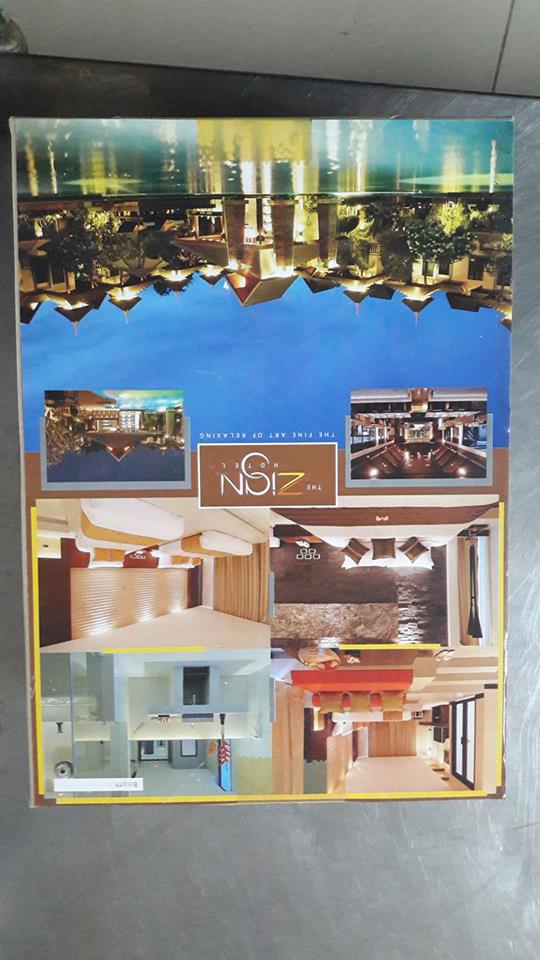 Booth :
THE ZIGN
HOTEL
THE FINE ART OF RELAXING